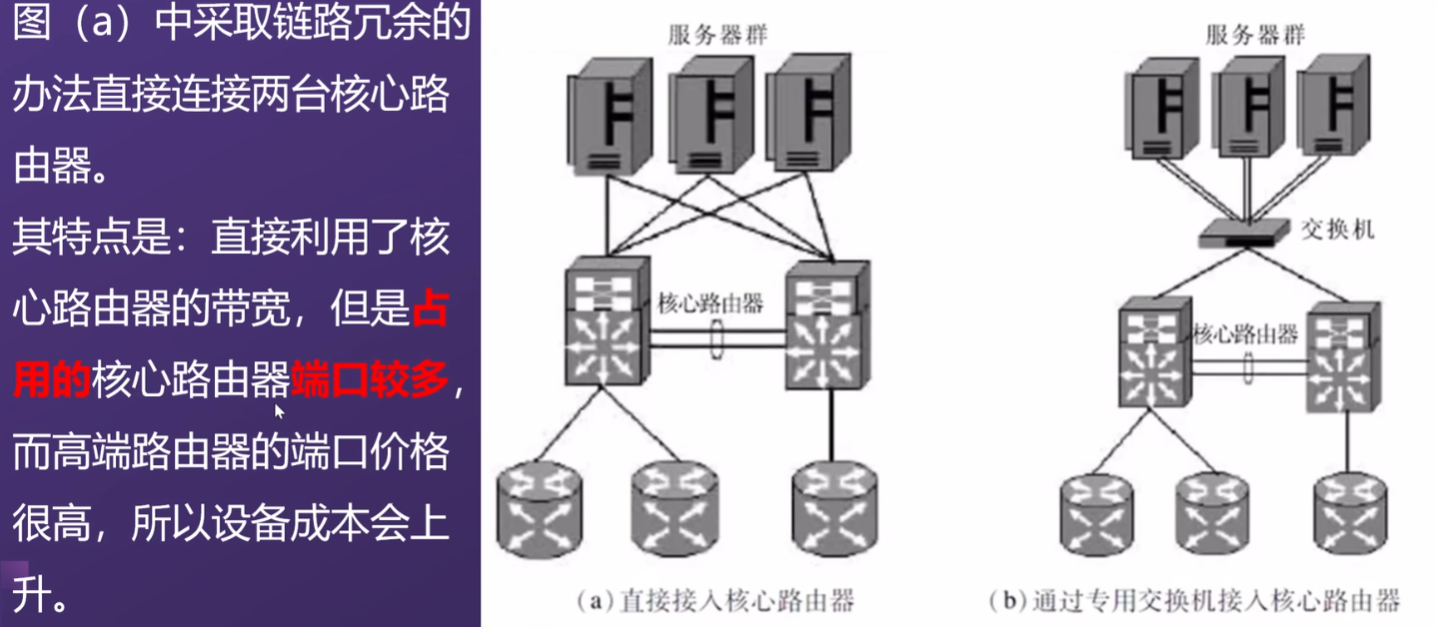 图（a）中采取链路冗余的
办法直接连接两台核心路
由器。
其特点是：直接利用了核
心路由器的带宽，但是占
用的核心路由器端口较多，
而高端路由器的端口价格
很高，所以设备成本会上
升。
服务器群
核心路由器
(a)直接接入核心路由器
服务器群
交换机
核心路由器
(b)通过专用交换机接入核心路由器